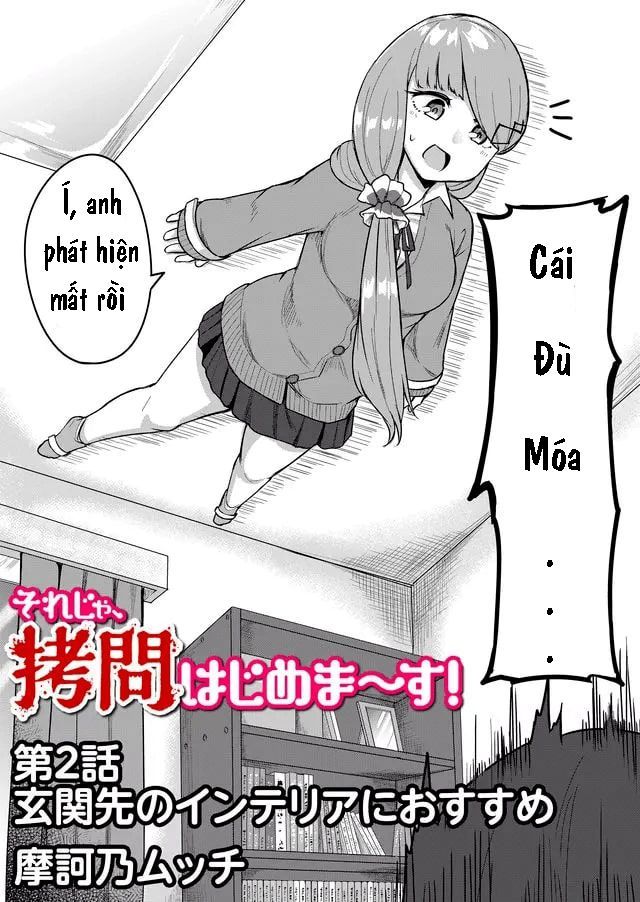 Í, anh
phát hiện
mất rồi
Cái
Đù
Móa
.
.
.
それじゃ、
拷問はじめま～す!
第2話
玄関先のインテリアにおすすめ
摩訶乃ムッチ